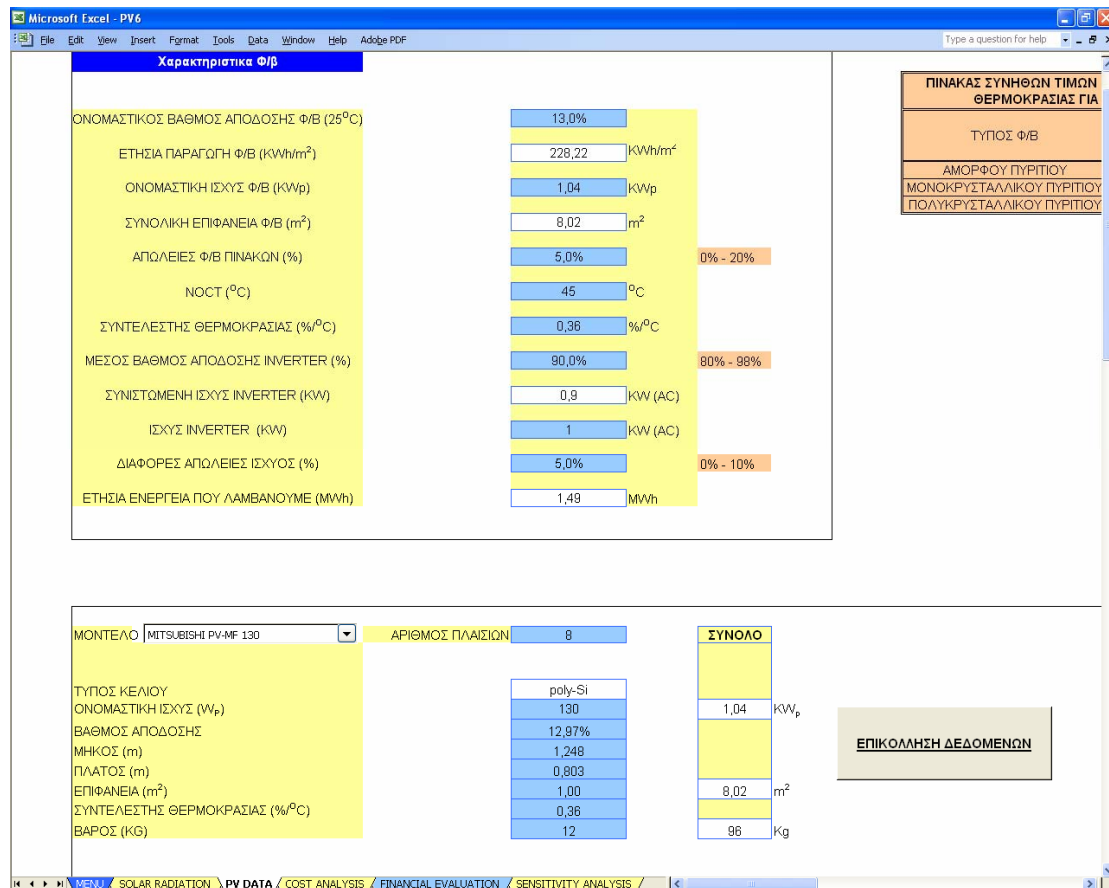 Microsoft Excel - PV6
File Edit View Insert Format Tools Data Window Help Adobe PDF Type a question for help
Χαρακτηριστικα Φ/β
ΠΙΝΑΚΑΣ ΣΥΝΗΘΩΝ ΤΙΜΩΝ
ΘΕΡΜΟΚΡΑΣΙΑΣ ΓΙΑ
ΤΥΠΟΣ Φ/Β
ΑΜΟΡΦΟΥ ΠΥΡΙΤΙΟΥ
ΜΟΝΟΚΡΥΣΤΑΛΛΙΚΟΥ ΠΥΡΙΤΙΟΥ
ΠΟΛΥΚΡΥΣΤΑΛΛΙΚΟΥ ΠΥΡΙΤΙΟΥ
ΟΝΟΜΑΣΤΙΚΟΣ ΒΑΘΜΟΣ ΑΠΟΔΟΣΗΣ Φ/Β (25⁰C) 13,0%
ΕΤΗΣΙΑ ΠΑΡΑΓΩΓΗ Φ/Β (KWh/m²) 228,22 KWh/m²
ΟΝΟΜΑΣΤΙΚΗ ΙΣΧΥΣ Φ/Β (KWp) 1,04 KWp
ΣΥΝΟΛΙΚΗ ΕΠΙΦΑΝΕΙΑ Φ/Β (m²) 8,02 m²
ΑΠΩΛΕΙΕΣ Φ/Β ΠΙΝΑΚΩΝ (%) 5,0% 0% - 20%
NOCT (⁰C) 45 ⁰C
ΣΥΝΤΕΛΕΣΤΗΣ ΘΕΡΜΟΚΡΑΣΙΑΣ (%/⁰C) 0,36 %/⁰C
ΜΕΣΟΣ ΒΑΘΜΟΣ ΑΠΟΔΟΣΗΣ INVERTER (%) 90,0% 80% - 98%
ΣΥΝΙΣΤΩΜΕΝΗ ΙΣΧΥΣ INVERTER (KW) 0,9 KW (AC)
ΙΣΧΥΣ INVERTER (KW) 1 KW (AC)
ΔΙΑΦΟΡΕΣ ΑΠΩΛΕΙΕΣ ΙΣΧΥΟΣ (%) 5,0% 0% - 10%
ΕΤΗΣΙΑ ΕΝΕΡΓΕΙΑ ΠΟΥ ΛΑΜΒΑΝΟΥΜΕ (MWh) 1,49 MWh
ΜΟΝΤΕΛΟ MITSUBISHI PV-MF 130 ΑΡΙΘΜΟΣ ΠΛΑΙΣΙΩΝ 8 ΣΥΝΟΛΟ
ΤΥΠΟΣ ΚΕΛΙΟΥ poly-Si
ΟΝΟΜΑΣΤΙΚΗ ΙΣΧΥΣ (Wₚ) 130 1,04 KWₚ
ΒΑΘΜΟΣ ΑΠΟΔΟΣΗΣ 12,97%
ΜΗΚΟΣ (m) 1,248
ΠΛΑΤΟΣ (m) 0,803
ΕΠΙΦΑΝΕΙΑ (m²) 1,00 8,02 m²
ΣΥΝΤΕΛΕΣΤΗΣ ΘΕΡΜΟΚΡΑΣΙΑΣ (%/⁰C) 0,36
ΒΑΡΟΣ (KG) 12 96 Kg
ΕΠΙΚΟΛΛΗΣΗ ΔΕΔΟΜΕΝΩΝ
MENU / SOLAR RADIATION \ PV DATA / COST ANALYSIS / FINANCIAL EVALUATION / SENSITIVITY ANALYSIS /